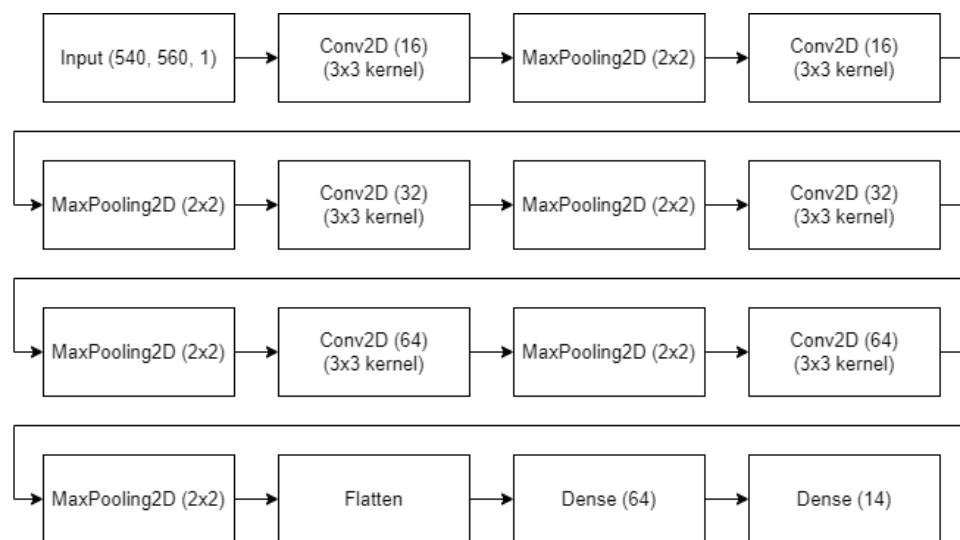 Input (540, 560, 1)
Conv2D (16)
(3x3 kernel)
MaxPooling2D (2x2)
Conv2D (16)
(3x3 kernel)
MaxPooling2D (2x2)
Conv2D (32)
(3x3 kernel)
MaxPooling2D (2x2)
Conv2D (32)
(3x3 kernel)
MaxPooling2D (2x2)
Conv2D (64)
(3x3 kernel)
MaxPooling2D (2x2)
Conv2D (64)
(3x3 kernel)
MaxPooling2D (2x2)
Flatten
Dense (64)
Dense (14)